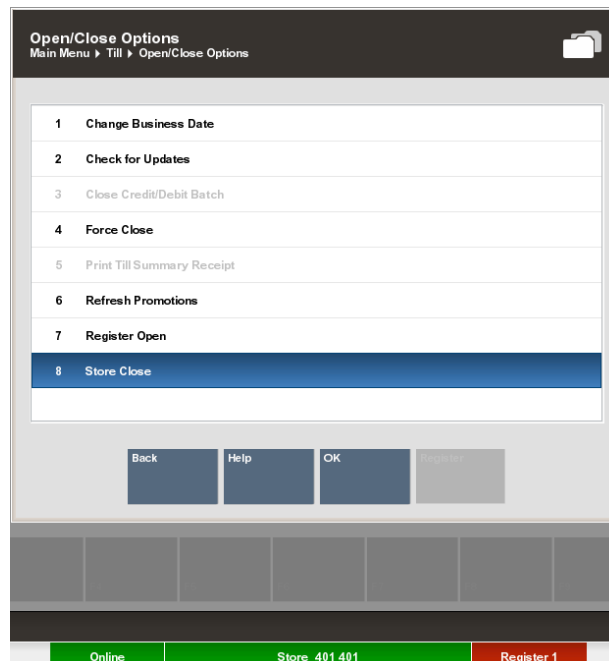 Open/Close Options
Main Menu ▸ Till ▸ Open/Close Options
1 Change Business Date
2 Check for Updates
3 Close Credit/Debit Batch
4 Force Close
5 Print Till Summary Receipt
6 Refresh Promotions
7 Register Open
8 Store Close
Back Help OK Register
Online Store 401 401 Register 1